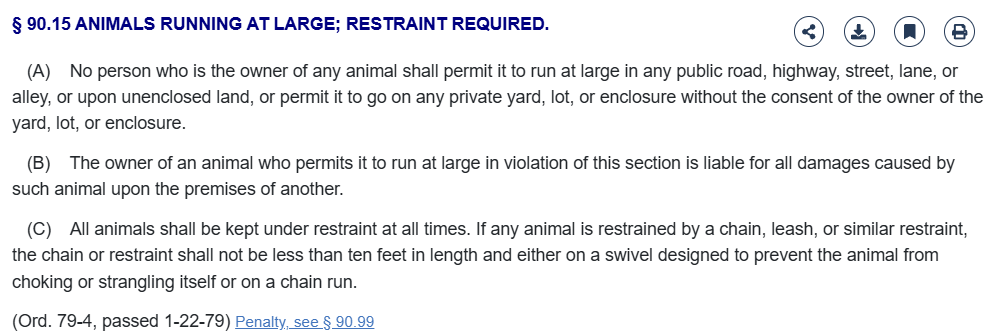 § 90.15 ANIMALS RUNNING AT LARGE; RESTRAINT REQUIRED.
(A) No person who is the owner of any animal shall permit it to run at large in any public road, highway, street, lane, or
alley, or upon unenclosed land, or permit it to go on any private yard, lot, or enclosure without the consent of the owner of the
yard, lot, or enclosure.
(B) The owner of an animal who permits it to run at large in violation of this section is liable for all damages caused by
such animal upon the premises of another.
(C) All animals shall be kept under restraint at all times. If any animal is restrained by a chain, leash, or similar restraint,
the chain or restraint shall not be less than ten feet in length and either on a swivel designed to prevent the animal from
choking or strangling itself or on a chain run.
(Ord. 79-4, passed 1-22-79) Penalty, see § 90.99